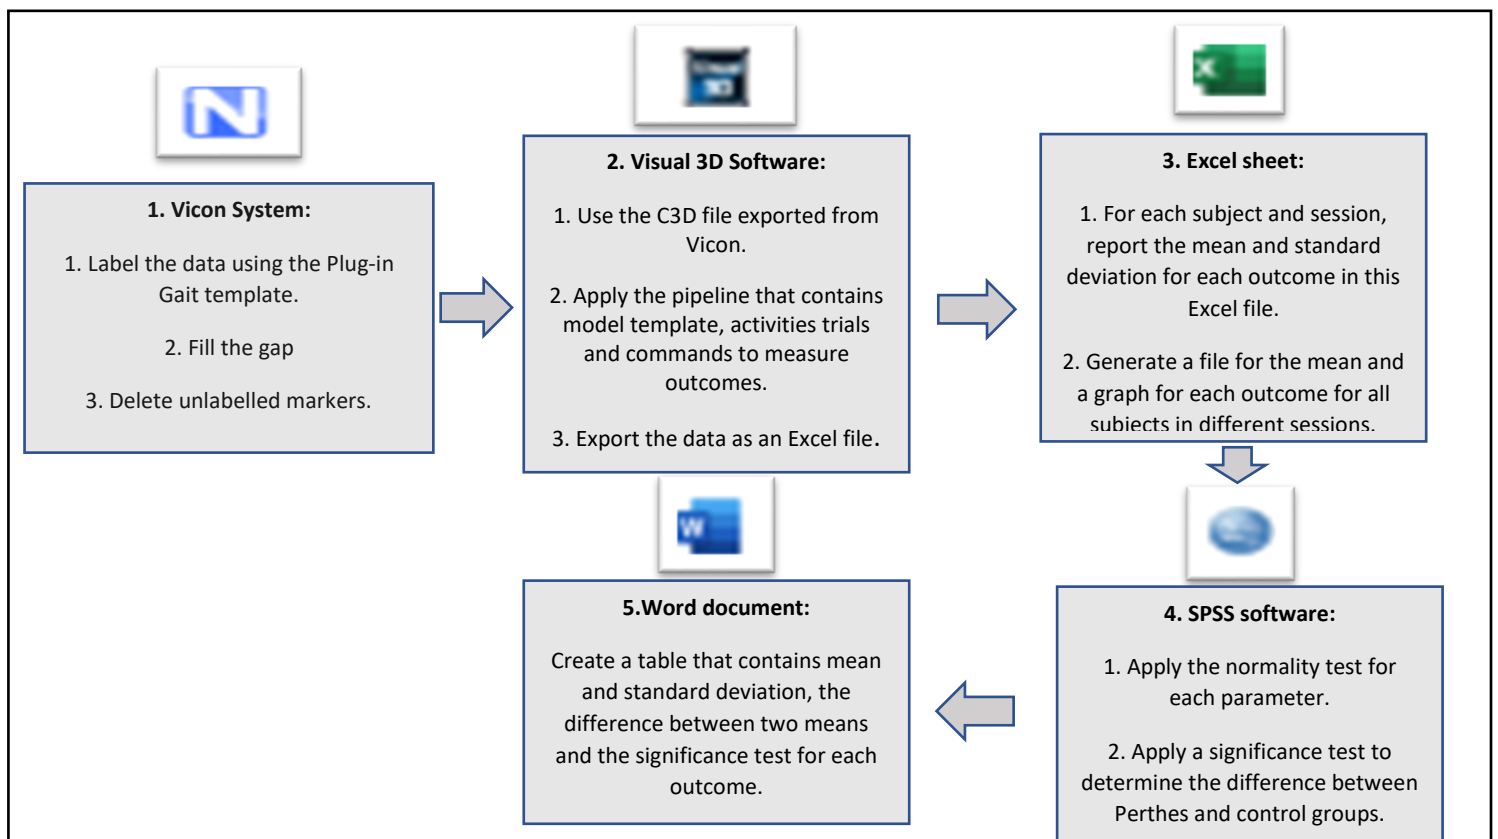 1. Vicon System:
1. Label the data using the Plug-in
Gait template.
2. Fill the gap
3. Delete unlabelled markers.
2. Visual 3D Software:
1. Use the C3D file exported from
Vicon.
2. Apply the pipeline that contains
model template, activities trials
and commands to measure
outcomes.
3. Export the data as an Excel file.
X
3. Excel sheet:
1. For each subject and session,
report the mean and standard
deviation for each outcome in this
Excel file.
2. Generate a file for the mean and
a graph for each outcome for all
subjects in different sessions.
4. SPSS software:
1. Apply the normality test for
each parameter.
2. Apply a significance test to
determine the difference between
Perthes and control groups.
W
5.Word document:
Create a table that contains mean
and standard deviation, the
difference between two means
and the significance test for each
outcome.